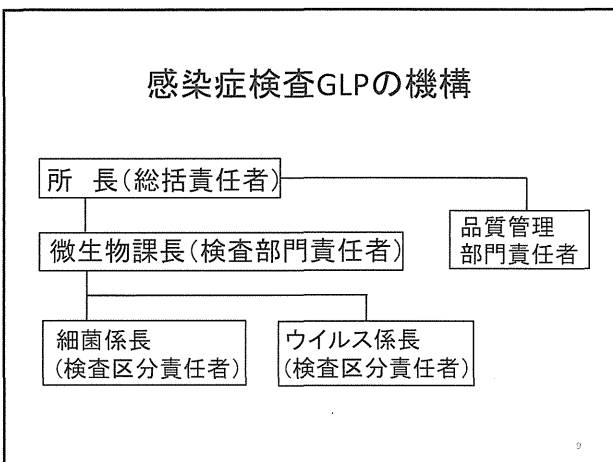 感染症検査GLPの機構
所 長(総括責任者)
品質管理
部門責任者
微生物課長(検査部門責任者)
細菌係長
(検査区分責任者)
ウイルス係長
(検査区分責任者)
9